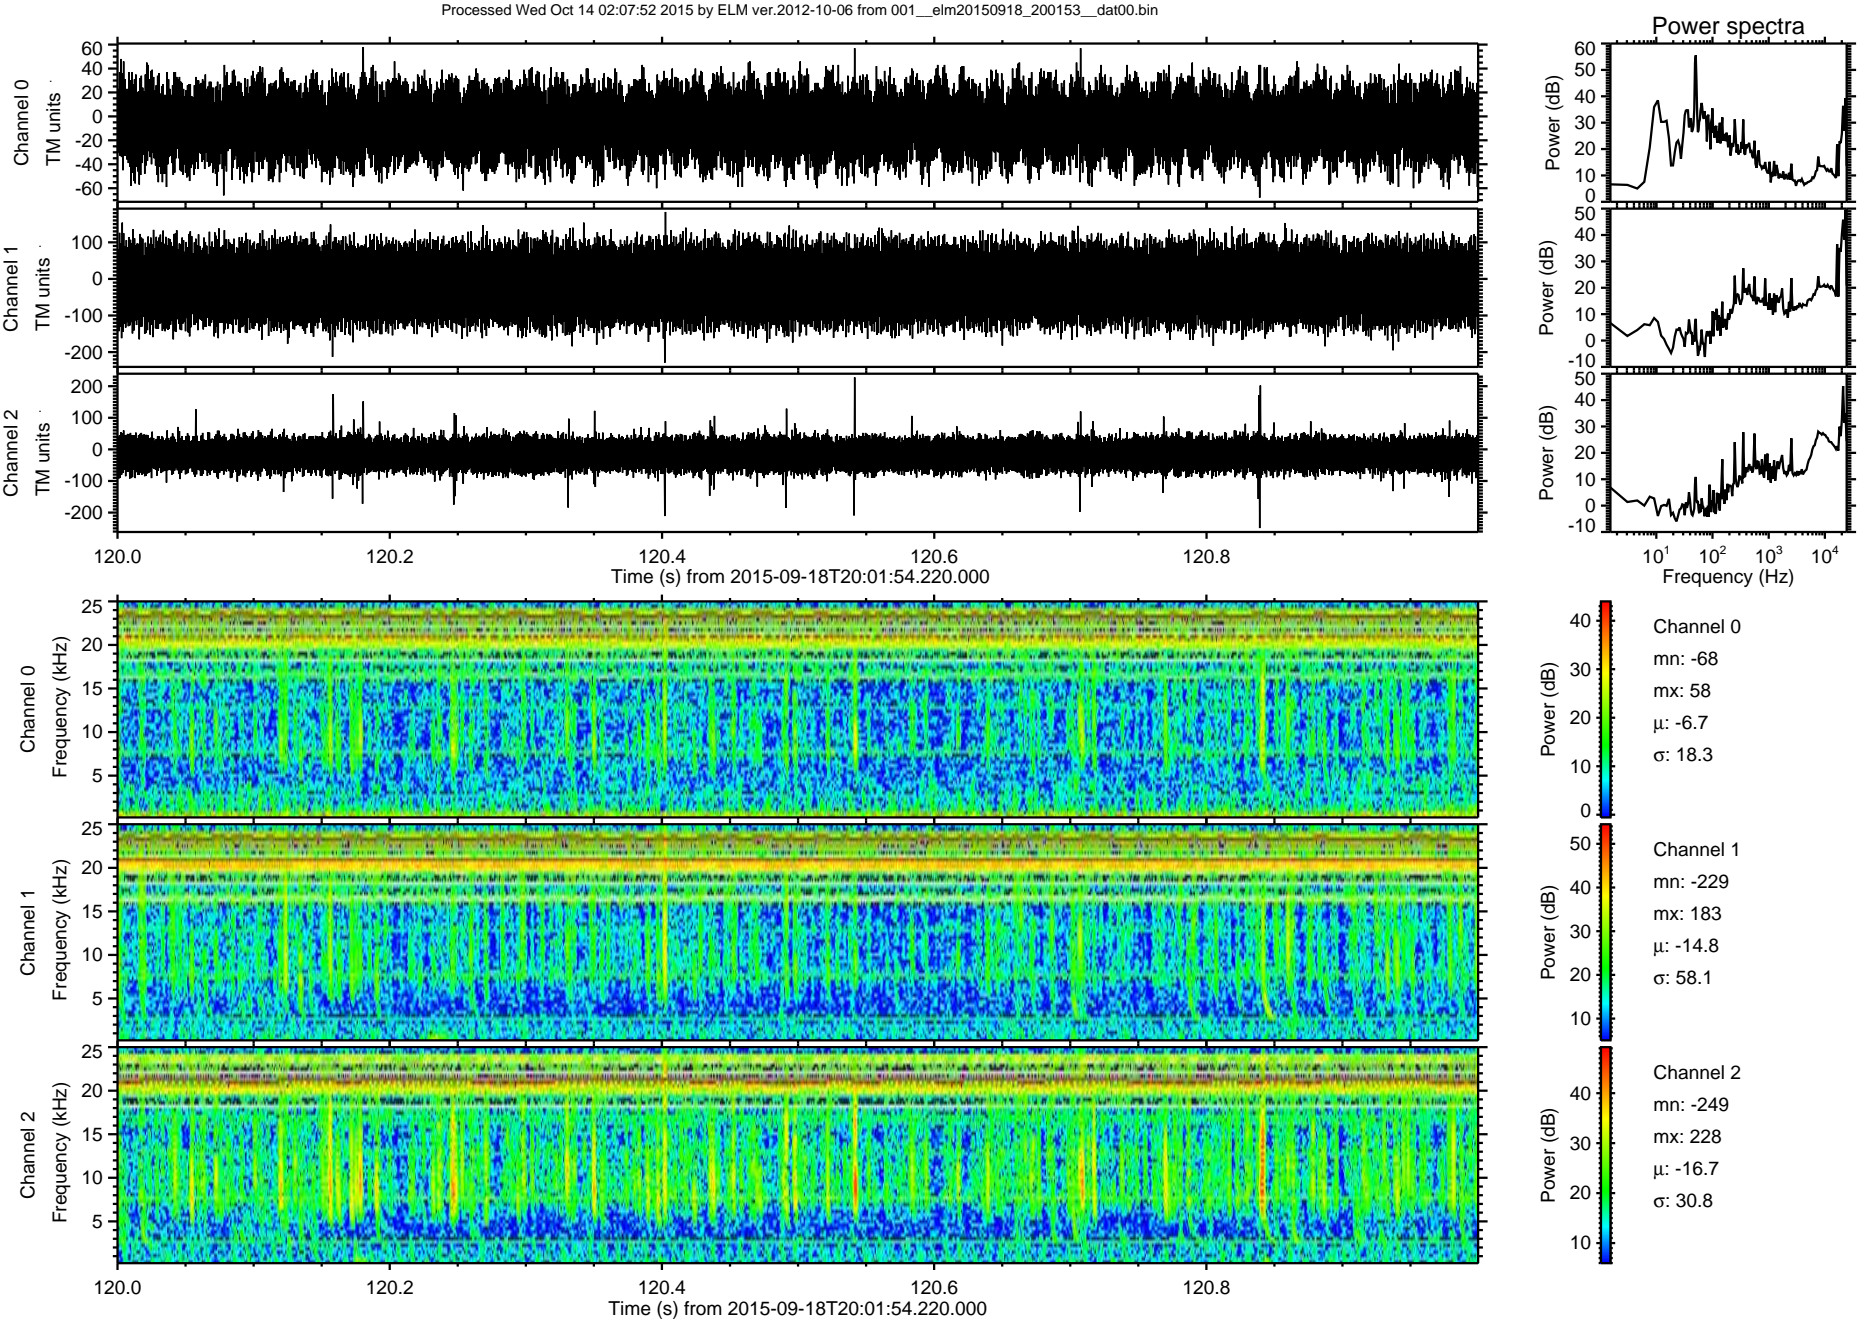 Processed Wed Oct 14 02:07:52 2015 by ELM ver.2012-10-06 from 001__elm20150918_200153__dat00.bin
Power spectra
Channel 0
TM units
60
40
20
0
-20
-40
-60
Power (dB)
60
50
40
30
20
10
0
Channel 1
TM units
100
0
-100
-200
Power (dB)
50
40
30
20
10
0
-10
Channel 2
TM units
200
100
0
-100
-200
Power (dB)
50
40
30
20
10
0
-10
120.0 120.2 120.4 120.6 120.8
Time (s) from 2015-09-18T20:01:54.220.000
10¹ 10² 10³ 10⁴
Frequency (Hz)
Channel 0
Frequency (kHz)
25
20
15
10
5
Power (dB)
40
30
20
10
0
Channel 0
mn: -68
mx: 58
µ: -6.7
σ: 18.3
Channel 1
Frequency (kHz)
25
20
15
10
5
Power (dB)
50
40
30
20
10
Channel 1
mn: -229
mx: 183
µ: -14.8
σ: 58.1
Channel 2
Frequency (kHz)
25
20
15
10
5
Power (dB)
40
30
20
10
Channel 2
mn: -249
mx: 228
µ: -16.7
σ: 30.8
120.0 120.2 120.4 120.6 120.8
Time (s) from 2015-09-18T20:01:54.220.000